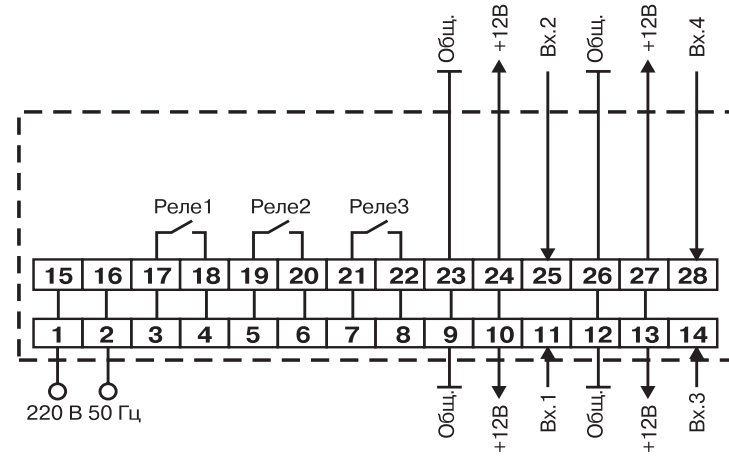 Общ.
+12В
Вх.2
Общ.
+12В
Вх.4
Реле1 Реле2 Реле3
15 16 17 18 19 20 21 22 23 24 25 26 27 28
1 2 3 4 5 6 7 8 9 10 11 12 13 14
220 В 50 Гц
Общ.
+12В
Вх.1
Общ.
+12В
Вх.3